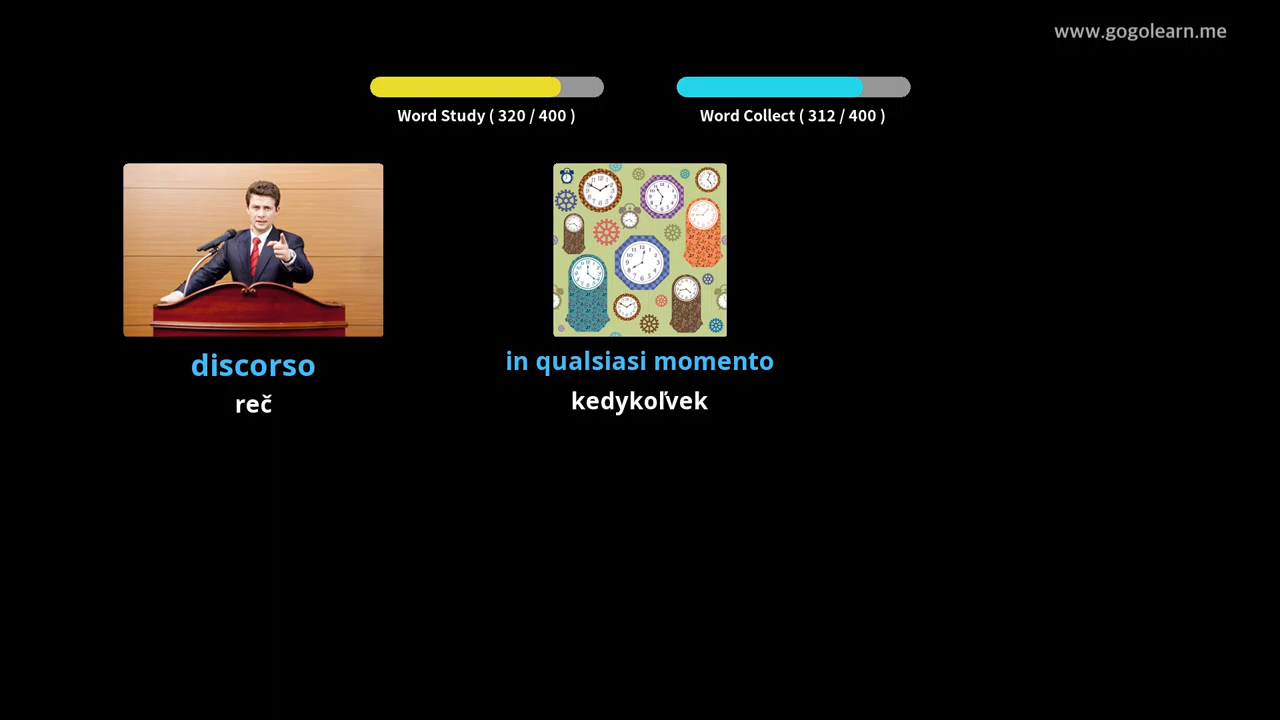 www.gogolearn.me
Word Study ( 320 / 400 )
Word Collect ( 312 / 400 )
discorso
reč
in qualsiasi momento
kedykoľvek